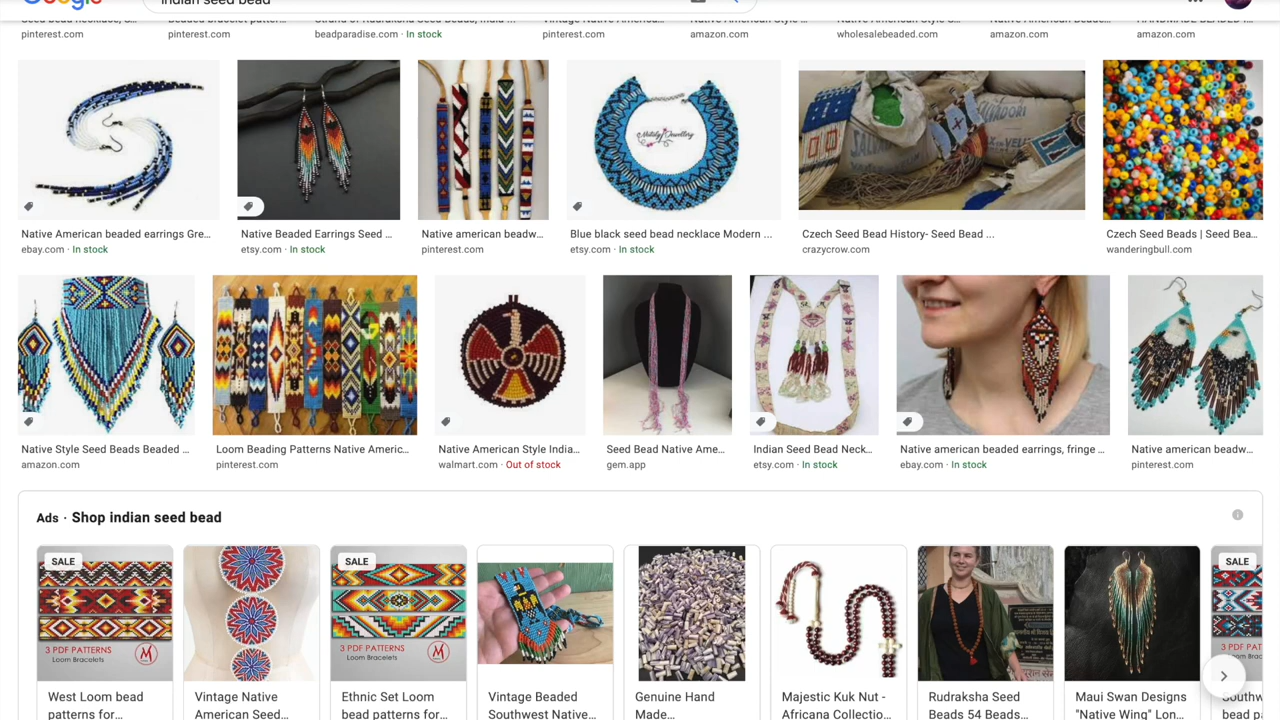 Google
indian seed bead
pinterest.com
pinterest.com
beadparadise.com · In stock
pinterest.com
amazon.com
wholesalebeaded.com
amazon.com
amazon.com
Native American beaded earrings Gre...
ebay.com · In stock
Native Beaded Earrings Seed ...
etsy.com · In stock
Native american beadw...
pinterest.com
Blue black seed bead necklace Modern ...
etsy.com · In stock
Czech Seed Bead History- Seed Bead ...
crazycrow.com
Czech Seed Beads | Seed Bea...
wanderingbull.com
Native Style Seed Beads Beaded ...
amazon.com
Loom Beading Patterns Native Americ...
pinterest.com
Native American Style India...
walmart.com · Out of stock
Seed Bead Native Ame...
gem.app
Indian Seed Bead Neck...
etsy.com · In stock
Native american beaded earrings, fringe ...
ebay.com · In stock
Native american beadw...
pinterest.com
Ads · Shop indian seed bead
SALE
3 PDF PATTERNS
Loom Bracelets
West Loom bead
patterns for...
Vintage Native
American Seed...
SALE
3 PDF PATTERNS
Loom Bracelets
Ethnic Set Loom
bead patterns for...
Vintage Beaded
Southwest Native...
Genuine Hand
Made...
Majestic Kuk Nut -
Africana Collectio...
Rudraksha Seed
Beads 54 Beads...
Maui Swan Designs
"Native Wing" Lon...
SALE